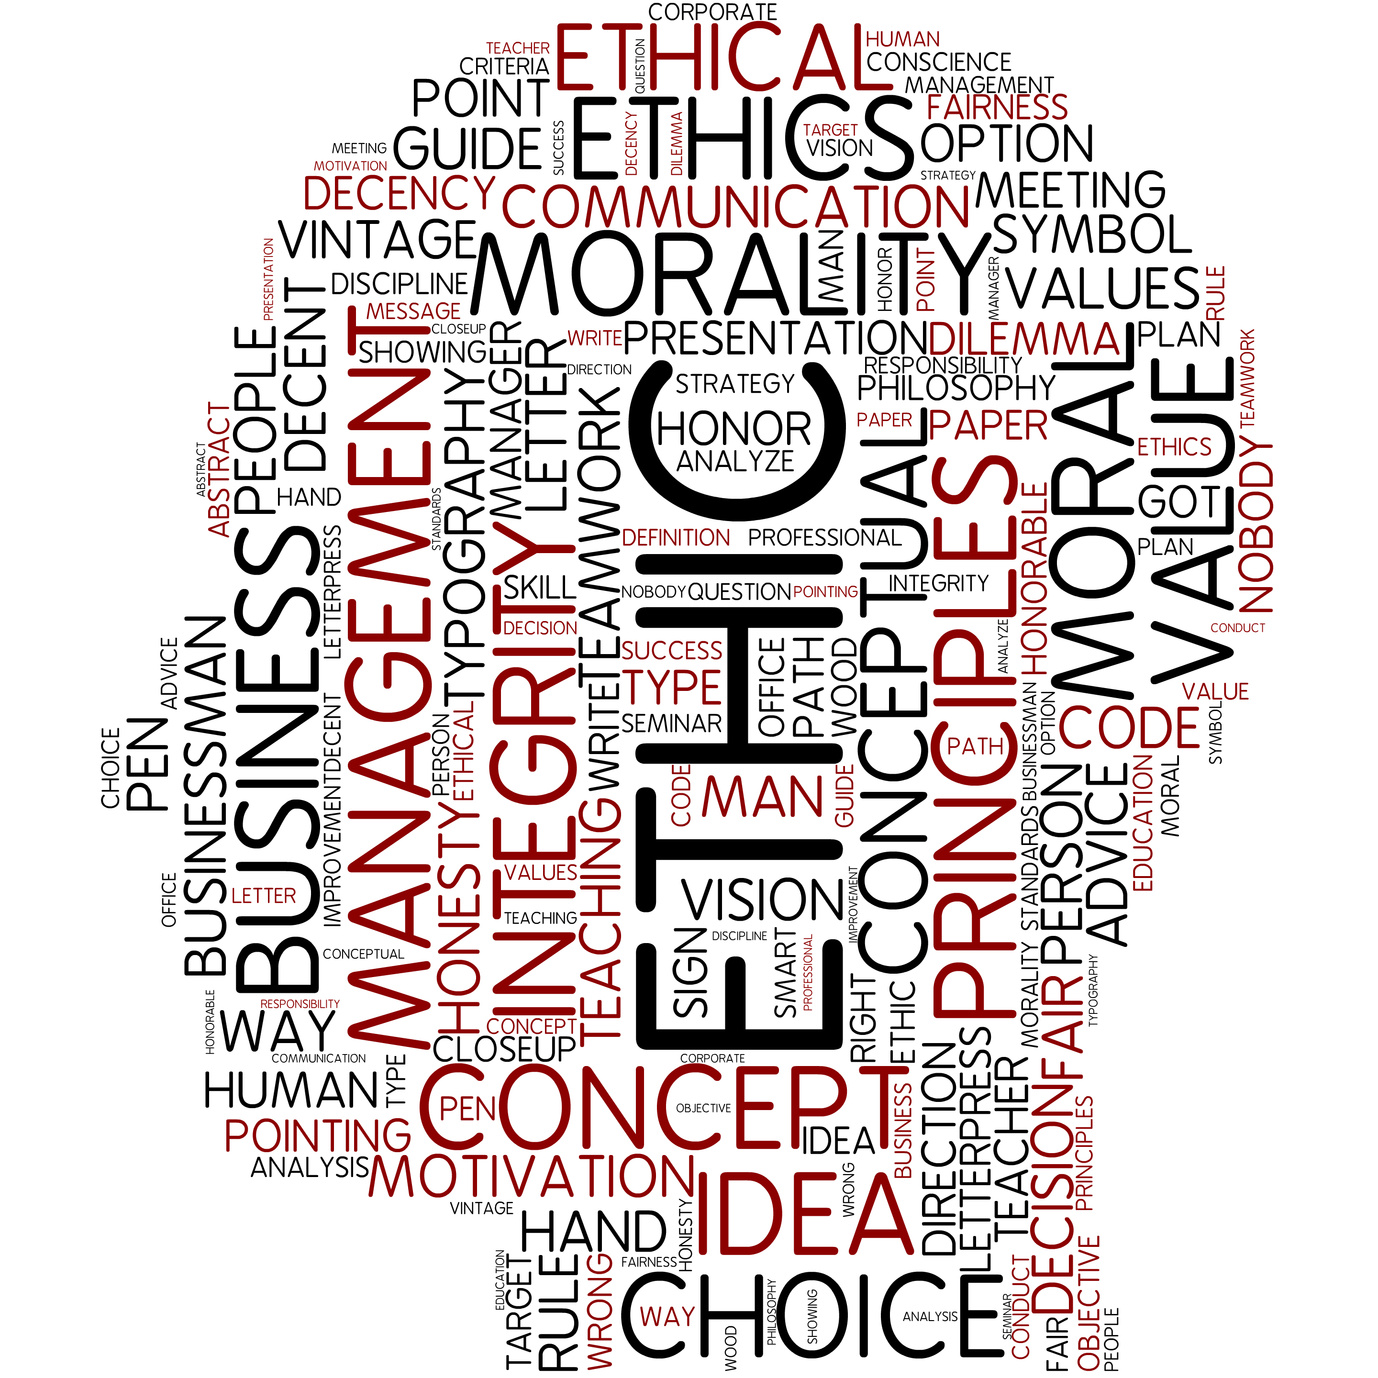 CORPORATE
TEACHER
ETHICAL
HUMAN
CRITERIA
QUESTION
CONSCIENCE
POINT
MANAGEMENT
ETHICS
FAIRNESS
GUIDE
SUCCESS
DECENCY
DILEMMA
TARGET
VISION
OPTION
MEETING
MOTIVATION
STRATEGY
DECENCY
COMMUNICATION
MEETING
VINTAGE
MORALITY
MAN
HONOR
POINT
MANAGER
SYMBOL
PRESENTATION
DISCIPLINE
VALUES
RULE
DECENT
MESSAGE
CLOSEUP
SHOWING
MANAGER
WRITE
PRESENTATION
DILEMMA
PLAN
PEOPLE
LETTER
DIRECTION
STRATEGY
RESPONSIBILITY
PHILOSOPHY
TEAMWORK
HONOR
ANALYZE
PAPER
PAPER
MORAL
VALUE
ETHICS
ABSTRACT
ABSTRACT
HAND
STANDARDS
TYPOGRAPHY
TEAMWORK
GOT
NOBODY
MANAGEMENT
BUSINESS
LETTERPRESS
INTEGRITY
DEFINITION
PROFESSIONAL
CONCEPTUAL
PRINCIPLES
HONORABLE
PLAN
SKILL
NOBODY
QUESTION
POINTING
INTEGRITY
DECISION
ETHIC
ANALYZE
CONDUCT
ADVICE
BUSINESSMAN
SUCCESS
TYPE
SEMINAR
OFFICE
PATH
WOOD
VALUE
CHOICE
PEN
DECENT
PERSON
ETHICAL
WRITE
PATH
BUSINESSMAN
OPTION
CODE
SYMBOL
IMPROVEMENT
HONESTY
CODE
MAN
GUIDE
PERSON
ADVICE
EDUCATION
MORAL
OFFICE
LETTER
VALUES
TEACHING
TEACHING
VISION
IMPROVEMENT
STANDARDS
CONCEPTUAL
SIGN
DISCIPLINE
SMART
PROFESSIONAL
MORALITY
FAIR
TYPOGRAPHY
HONORABLE
RESPONSIBILITY
WAY
CONCEPT
CLOSEUP
RIGHT
ETHIC
COMMUNICATION
CORPORATE
HUMAN
TYPE
CONCEPT
PEN
OBJECTIVE
IDEA
BUSINESS
DIRECTION
LETTERPRESS
TEACHER
DECISION
PRINCIPLES
POINTING
ANALYSIS
MOTIVATION
IDEA
WRONG
VINTAGE
HAND
HONESTY
EDUCATION
TARGET
RULE
WRONG
FAIRNESS
CHOICE
WAY
WOOD
PHILOSOPHY
SHOWING
ANALYSIS
SEMINAR
CONDUCT
FAIR
OBJECTIVE
PEOPLE